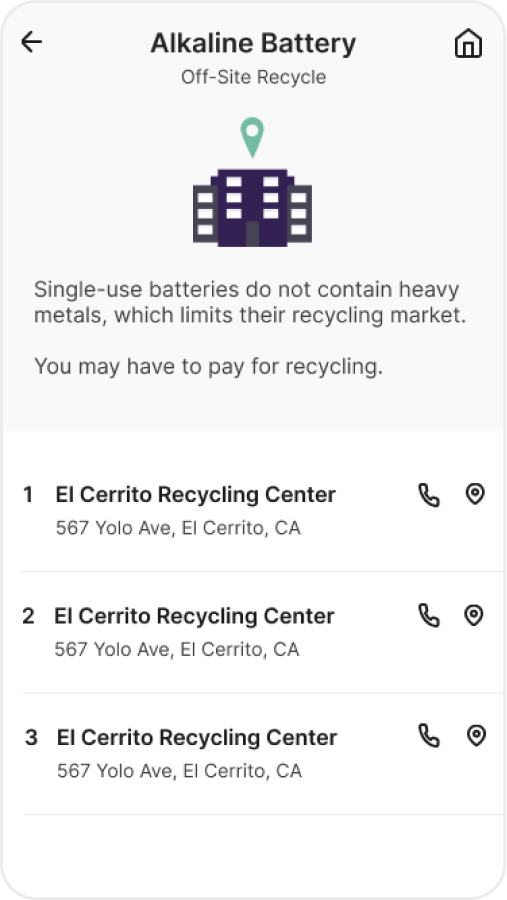 Alkaline Battery
Off-Site Recycle
Single-use batteries do not contain heavy
metals, which limits their recycling market.
You may have to pay for recycling.
1 El Cerrito Recycling Center
567 Yolo Ave, El Cerrito, CA
2 El Cerrito Recycling Center
567 Yolo Ave, El Cerrito, CA
3 El Cerrito Recycling Center
567 Yolo Ave, El Cerrito, CA